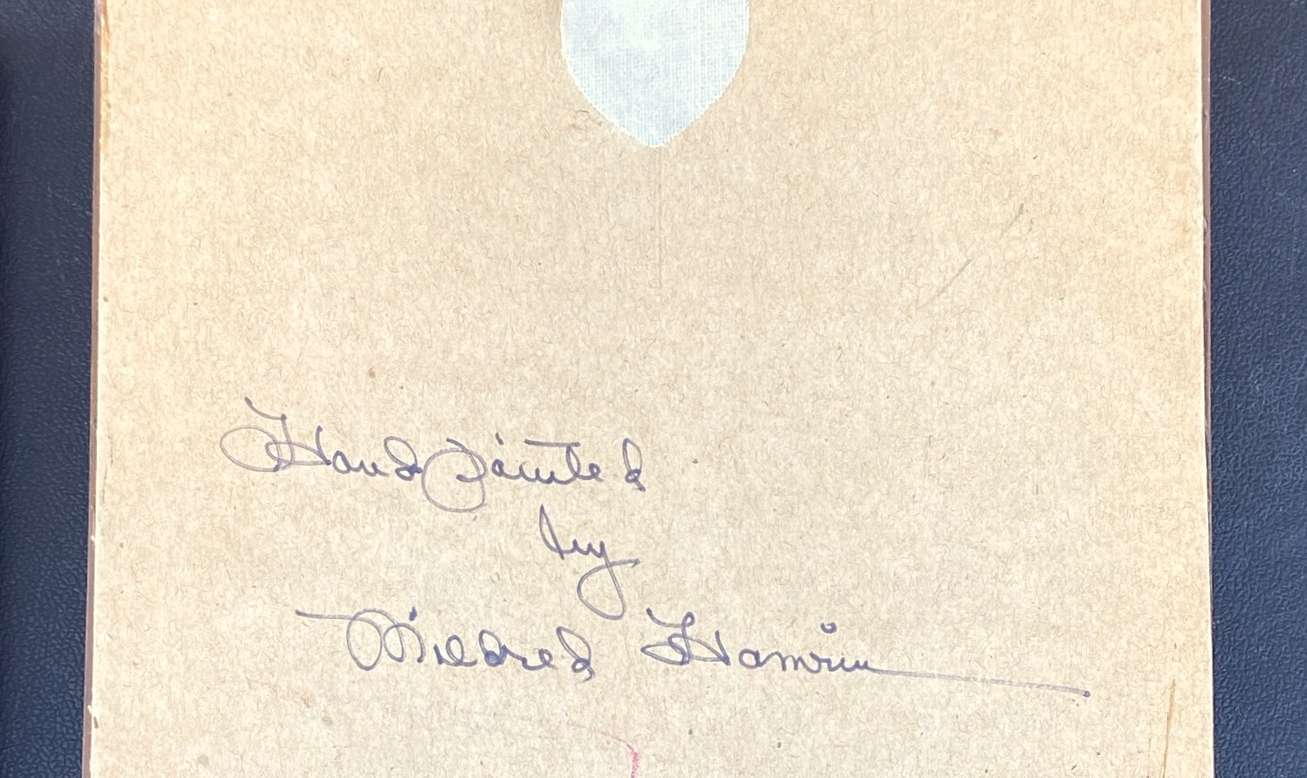 Hand Painted
by
Mildred Hamrin